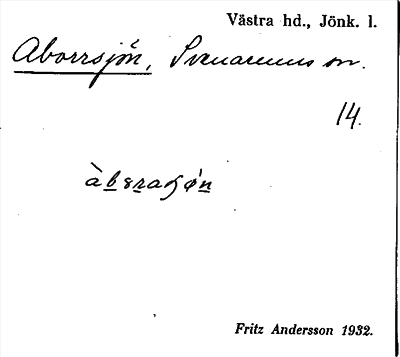 Västra hd., Jönk. l.
Aborrsjön, Svenarums sn.
14.
Fritz Andersson 1932.